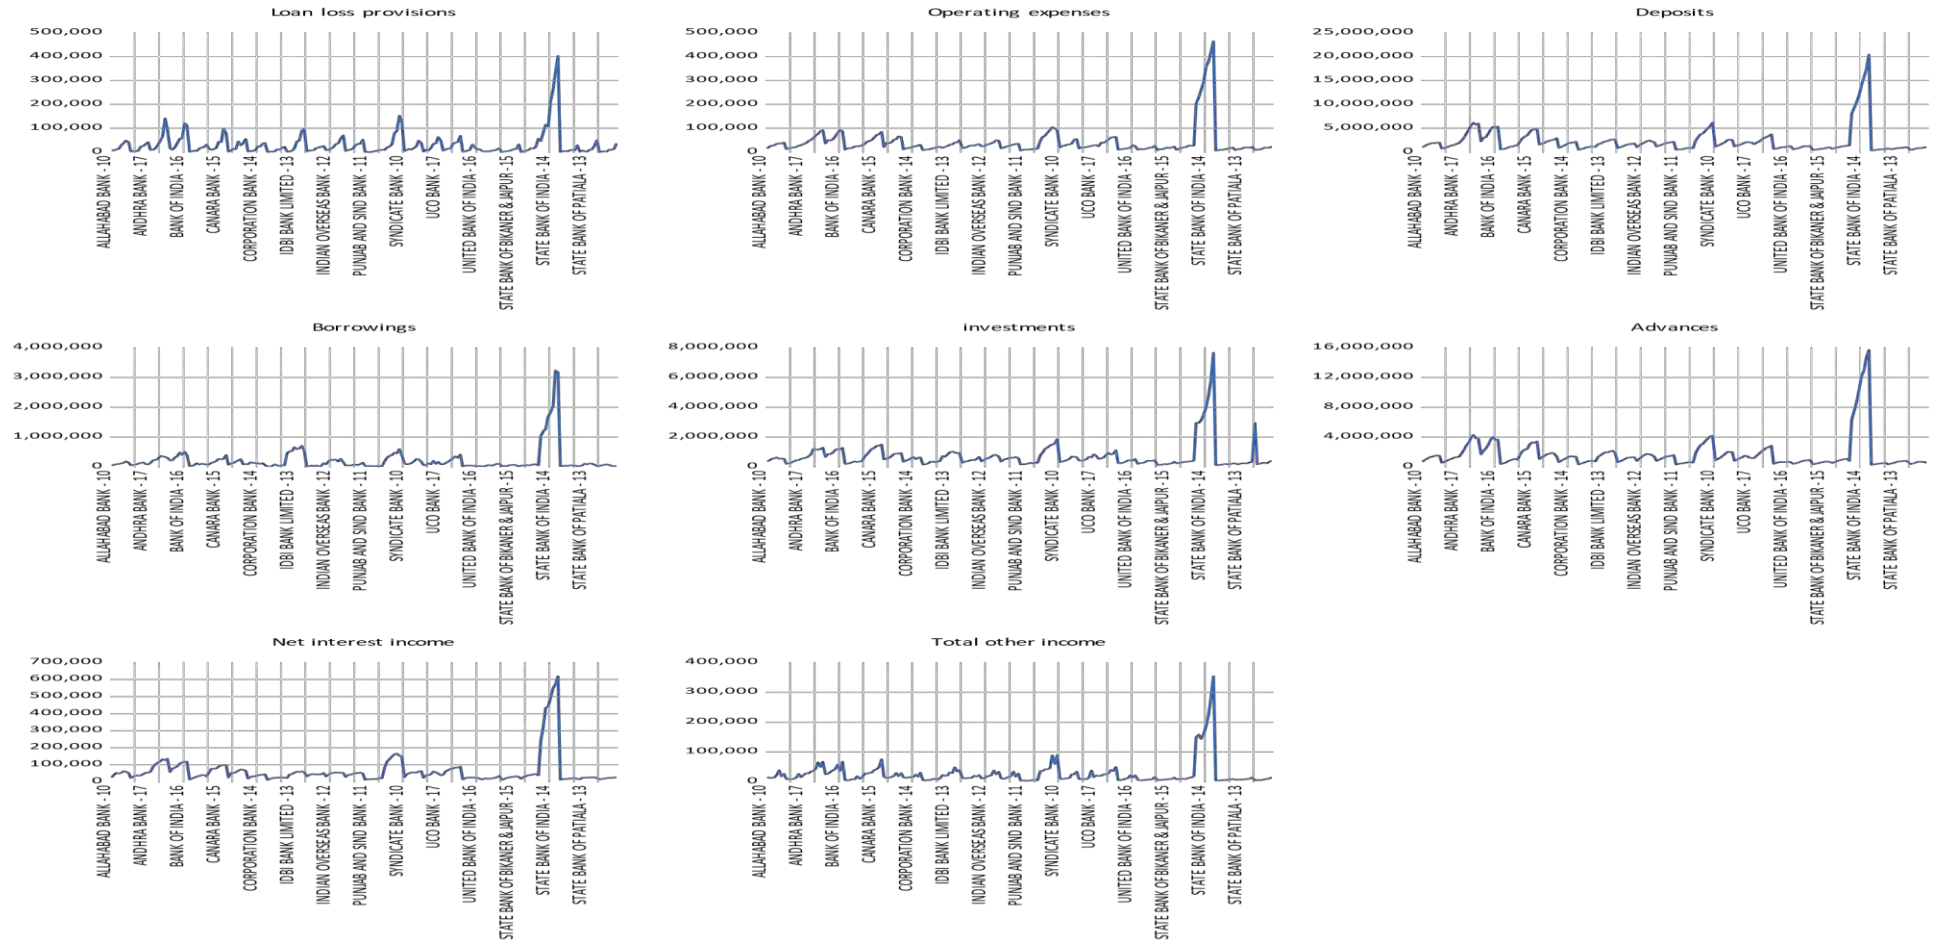 Loan loss provisions
500,000
400,000
300,000
200,000
100,000
0
ALLAHABAD BANK - 10
ANDHRA BANK - 17
BANK OF INDIA - 16
CANARA BANK - 15
CORPORATION BANK - 14
IDBI BANK LIMITED - 13
INDIAN OVERSEAS BANK - 12
PUNJAB AND SIND BANK - 11
SYNDICATE BANK - 10
UCO BANK - 17
UNITED BANK OF INDIA - 16
STATE BANK OF BIKANER & JAIPUR - 15
STATE BANK OF INDIA - 14
STATE BANK OF PATIALA - 13
Operating expenses
500,000
400,000
300,000
200,000
100,000
0
ALLAHABAD BANK - 10
ANDHRA BANK - 17
BANK OF INDIA - 16
CANARA BANK - 15
CORPORATION BANK - 14
IDBI BANK LIMITED - 13
INDIAN OVERSEAS BANK - 12
PUNJAB AND SIND BANK - 11
SYNDICATE BANK - 10
UCO BANK - 17
UNITED BANK OF INDIA - 16
STATE BANK OF BIKANER & JAIPUR - 15
STATE BANK OF INDIA - 14
STATE BANK OF PATIALA - 13
Deposits
25,000,000
20,000,000
15,000,000
10,000,000
5,000,000
0
ALLAHABAD BANK - 10
ANDHRA BANK - 17
BANK OF INDIA - 16
CANARA BANK - 15
CORPORATION BANK - 14
IDBI BANK LIMITED - 13
INDIAN OVERSEAS BANK - 12
PUNJAB AND SIND BANK - 11
SYNDICATE BANK - 10
UCO BANK - 17
UNITED BANK OF INDIA - 16
STATE BANK OF BIKANER & JAIPUR - 15
STATE BANK OF INDIA - 14
STATE BANK OF PATIALA - 13
Borrowings
4,000,000
3,000,000
2,000,000
1,000,000
0
ALLAHABAD BANK - 10
ANDHRA BANK - 17
BANK OF INDIA - 16
CANARA BANK - 15
CORPORATION BANK - 14
IDBI BANK LIMITED - 13
INDIAN OVERSEAS BANK - 12
PUNJAB AND SIND BANK - 11
SYNDICATE BANK - 10
UCO BANK - 17
UNITED BANK OF INDIA - 16
STATE BANK OF BIKANER & JAIPUR - 15
STATE BANK OF INDIA - 14
STATE BANK OF PATIALA - 13
investments
8,000,000
6,000,000
4,000,000
2,000,000
0
ALLAHABAD BANK - 10
ANDHRA BANK - 17
BANK OF INDIA - 16
CANARA BANK - 15
CORPORATION BANK - 14
IDBI BANK LIMITED - 13
INDIAN OVERSEAS BANK - 12
PUNJAB AND SIND BANK - 11
SYNDICATE BANK - 10
UCO BANK - 17
UNITED BANK OF INDIA - 16
STATE BANK OF BIKANER & JAIPUR - 15
STATE BANK OF INDIA - 14
STATE BANK OF PATIALA - 13
Advances
16,000,000
12,000,000
8,000,000
4,000,000
0
ALLAHABAD BANK - 10
ANDHRA BANK - 17
BANK OF INDIA - 16
CANARA BANK - 15
CORPORATION BANK - 14
IDBI BANK LIMITED - 13
INDIAN OVERSEAS BANK - 12
PUNJAB AND SIND BANK - 11
SYNDICATE BANK - 10
UCO BANK - 17
UNITED BANK OF INDIA - 16
STATE BANK OF BIKANER & JAIPUR - 15
STATE BANK OF INDIA - 14
STATE BANK OF PATIALA - 13
Net interest income
700,000
600,000
500,000
400,000
300,000
200,000
100,000
0
ALLAHABAD BANK - 10
ANDHRA BANK - 17
BANK OF INDIA - 16
CANARA BANK - 15
CORPORATION BANK - 14
IDBI BANK LIMITED - 13
INDIAN OVERSEAS BANK - 12
PUNJAB AND SIND BANK - 11
SYNDICATE BANK - 10
UCO BANK - 17
UNITED BANK OF INDIA - 16
STATE BANK OF BIKANER & JAIPUR - 15
STATE BANK OF INDIA - 14
STATE BANK OF PATIALA - 13
Total other income
400,000
300,000
200,000
100,000
0
ALLAHABAD BANK - 10
ANDHRA BANK - 17
BANK OF INDIA - 16
CANARA BANK - 15
CORPORATION BANK - 14
IDBI BANK LIMITED - 13
INDIAN OVERSEAS BANK - 12
PUNJAB AND SIND BANK - 11
SYNDICATE BANK - 10
UCO BANK - 17
UNITED BANK OF INDIA - 16
STATE BANK OF BIKANER & JAIPUR - 15
STATE BANK OF INDIA - 14
STATE BANK OF PATIALA - 13